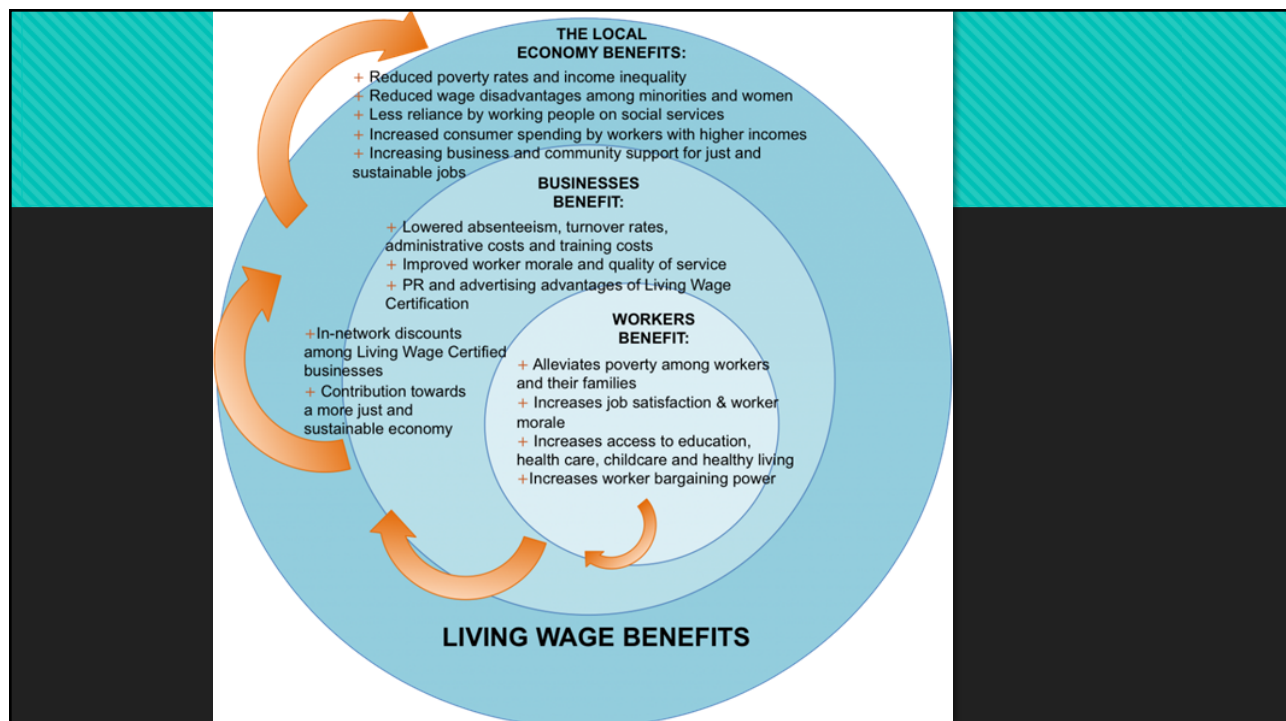 THE LOCAL
ECONOMY BENEFITS:
+ Reduced poverty rates and income inequality
+ Reduced wage disadvantages among minorities and women
+ Less reliance by working people on social services
+ Increased consumer spending by workers with higher incomes
+ Increasing business and community support for just and
sustainable jobs
BUSINESSES
BENEFIT:
+ Lowered absenteeism, turnover rates,
administrative costs and training costs
+ Improved worker morale and quality of service
+ PR and advertising advantages of Living Wage
Certification
+In-network discounts
among Living Wage Certified
businesses
+ Contribution towards
a more just and
sustainable economy
WORKERS
BENEFIT:
+ Alleviates poverty among workers
and their families
+ Increases job satisfaction & worker
morale
+ Increases access to education,
health care, childcare and healthy living
+Increases worker bargaining power
LIVING WAGE BENEFITS